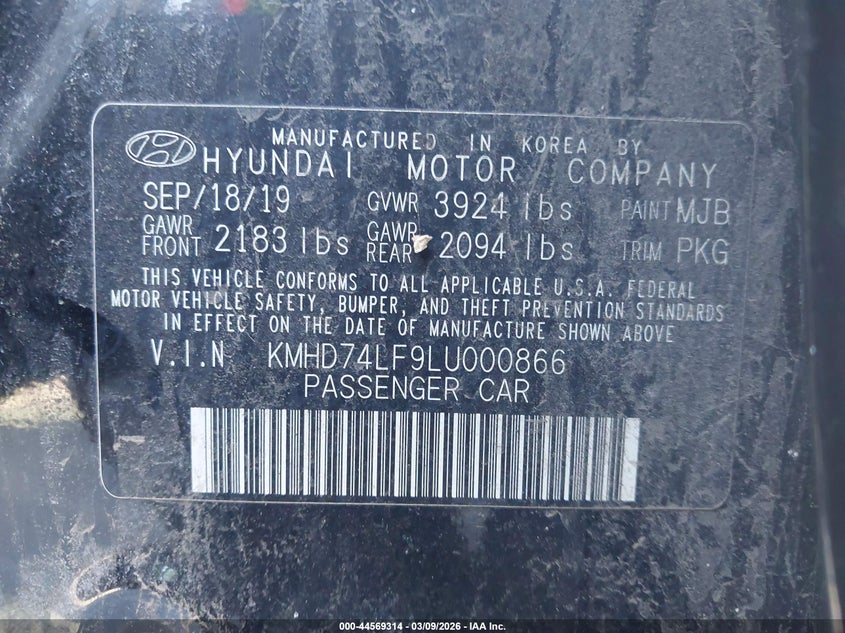 MANUFACTURED IN KOREA BY
HYUNDAI MOTOR COMPANY
SEP/18/19 GVWR 3924 lbs PAINT MJB
GAWR FRONT 2183 lbs GAWR REAR 2094 lbs TRIM PKG
THIS VEHICLE CONFORMS TO ALL APPLICABLE U.S.A. FEDERAL
MOTOR VEHICLE SAFETY, BUMPER, AND THEFT PREVENTION STANDARDS
IN EFFECT ON THE DATE OF MANUFACTURE SHOWN ABOVE
V.I.N KMHD74LF9LU000866
PASSENGER CAR
000-44569314 - 03/09/2026 - IAA Inc.